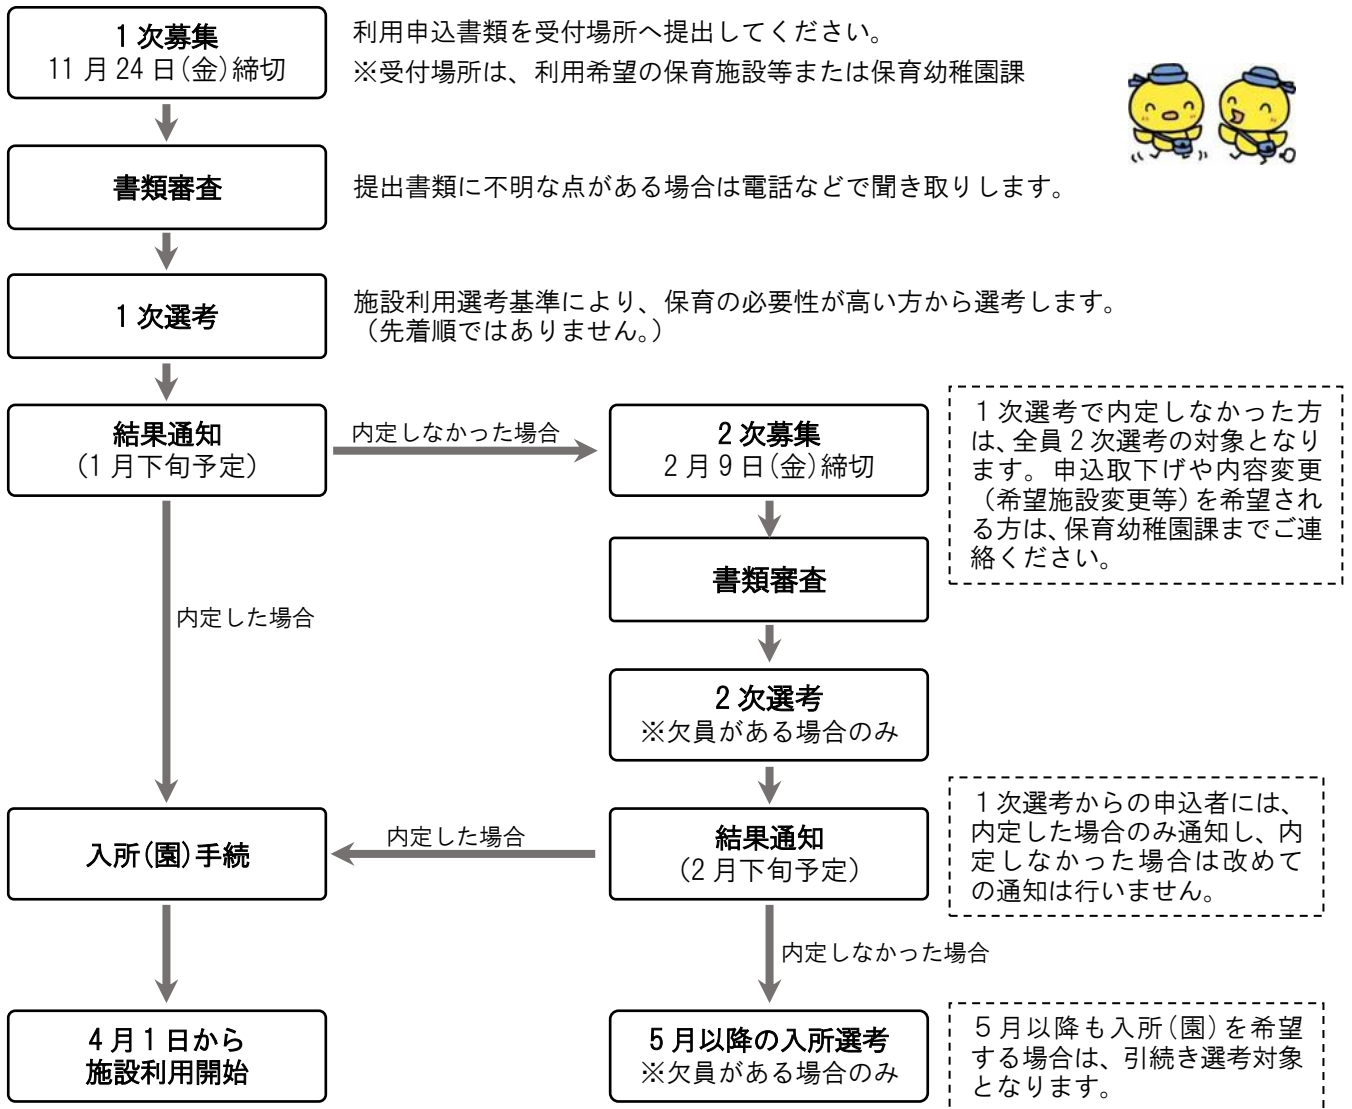 1次募集
11月24日(金)締切
利用申込書類を受付場所へ提出してください。
※受付場所は、利用希望の保育施設等または保育幼稚園課
書類審査
提出書類に不明な点がある場合は電話などで聞き取りします。
1次選考
施設利用選考基準により、保育の必要性が高い方から選考します。
(先着順ではありません。)
結果通知
(1月下旬予定)
内定しなかった場合
2次募集
2月9日(金)締切
1次選考で内定しなかった方
は、全員2次選考の対象となり
ます。申込取下げや内容変更
(希望施設変更等)を希望され
る方は、保育幼稚園課までご連
絡ください。
書類審査
内定した場合
2次選考
※欠員がある場合のみ
入所(園)手続
内定した場合
結果通知
(2月下旬予定)
1次選考からの申込者には、
内定した場合のみ通知し、内
定しなかった場合は改めて
の通知は行いません。
内定しなかった場合
4月1日から
施設利用開始
5月以降の入所選考
※欠員がある場合のみ
5月以降も入所(園)を希望
する場合は、引続き選考対象
となります。